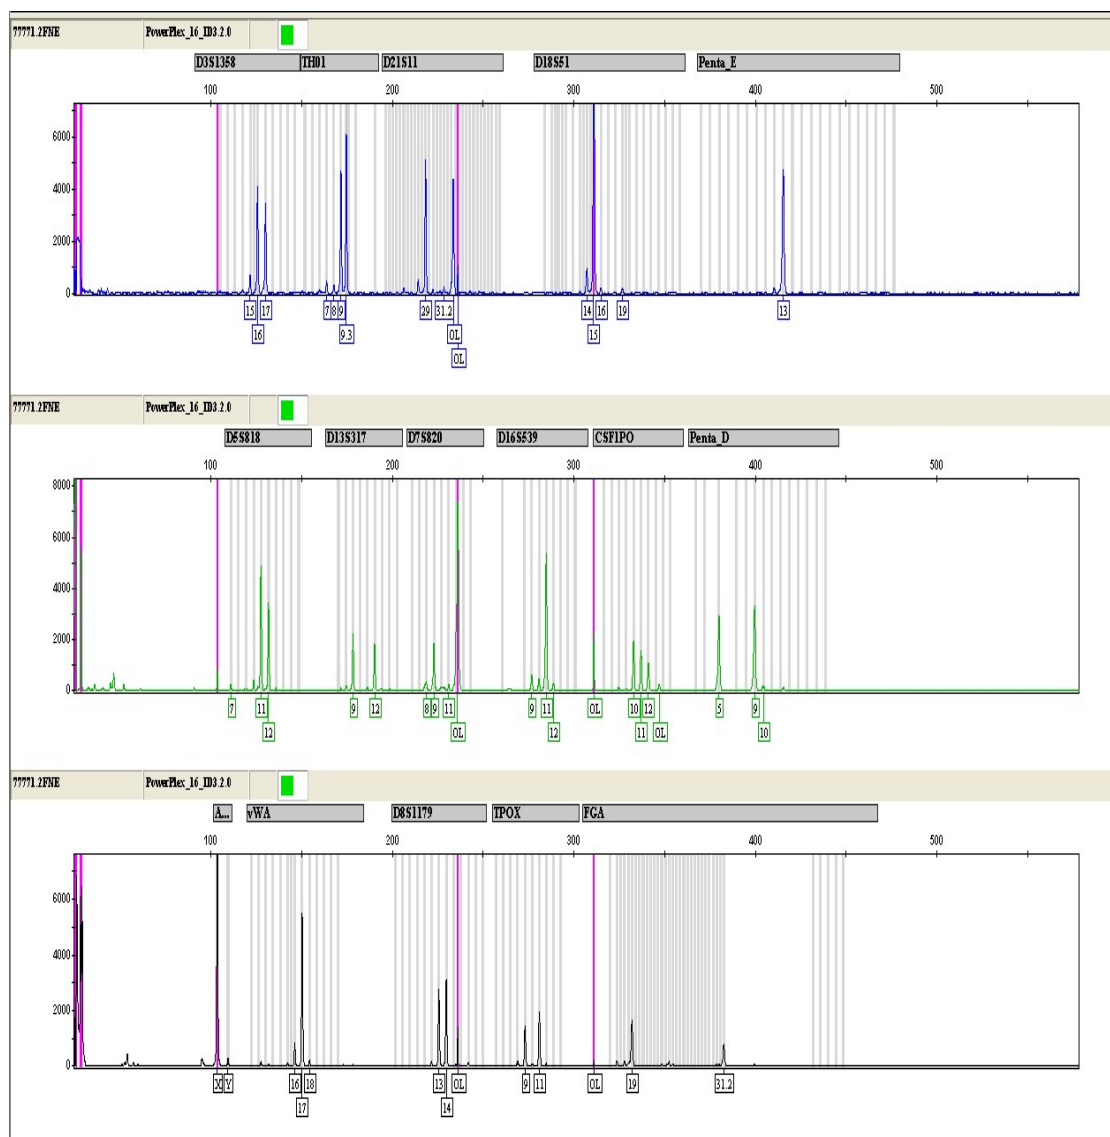 77771.2FNE PowerPlex_16_ID3.2.0
D3S1358 TH01 D21S11 D18S51 Penta_E
100 200 300 400 500
6000
4000
2000
0
15 17 7 8 9 29 31.2 14 16 19 13
16 9.3 OL 15
OL
77771.2FNE PowerPlex_16_ID3.2.0
D5S818 D13S317 D7S820 D16S539 CSF1PO Penta_D
100 200 300 400 500
8000
6000
4000
2000
0
7 11 9 12 8 9 11 9 11 OL 10 12 5 9
12 OL 12 11 OL 10
77771.2FNE PowerPlex_16_ID3.2.0
A... vWA D8S1179 TPOX FGA
100 200 300 400 500
6000
4000
2000
0
X Y 16 18 13 OL 9 11 OL 19 31.2
17 14